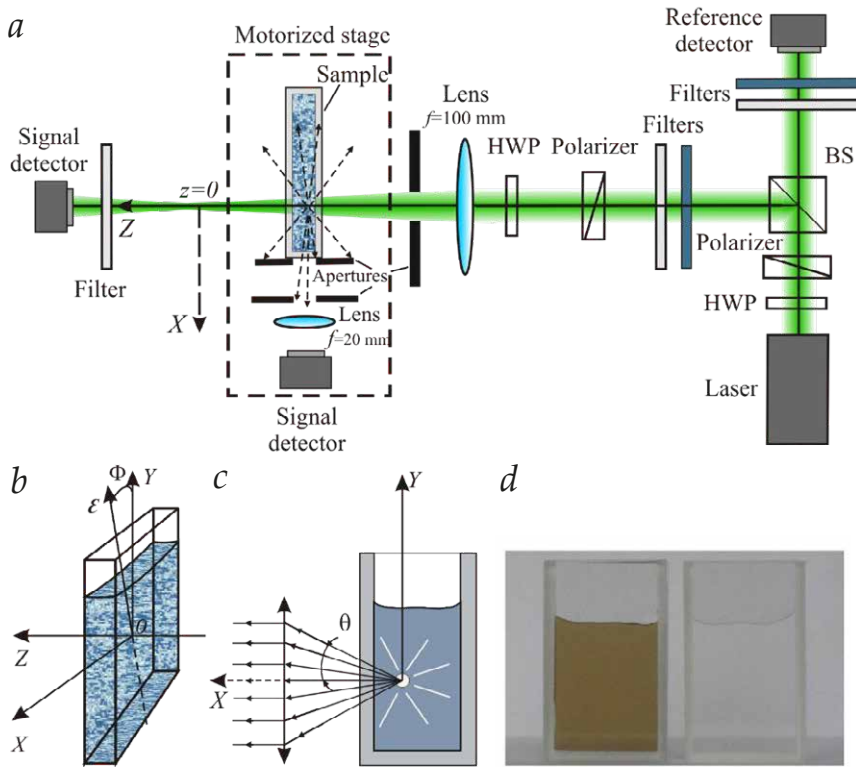 a
Motorized stage
Sample
Lens
f=100 mm
HWP
Polarizer
Filters
Reference
detector
Filters
BS
Signal
detector
z=0
Z
Filter
X
Apertures
Lens
f=20 mm
Signal
detector
Polarizer
HWP
Laser
b
Φ
Y
ε
0
Z
X
c
Y
θ
X
d